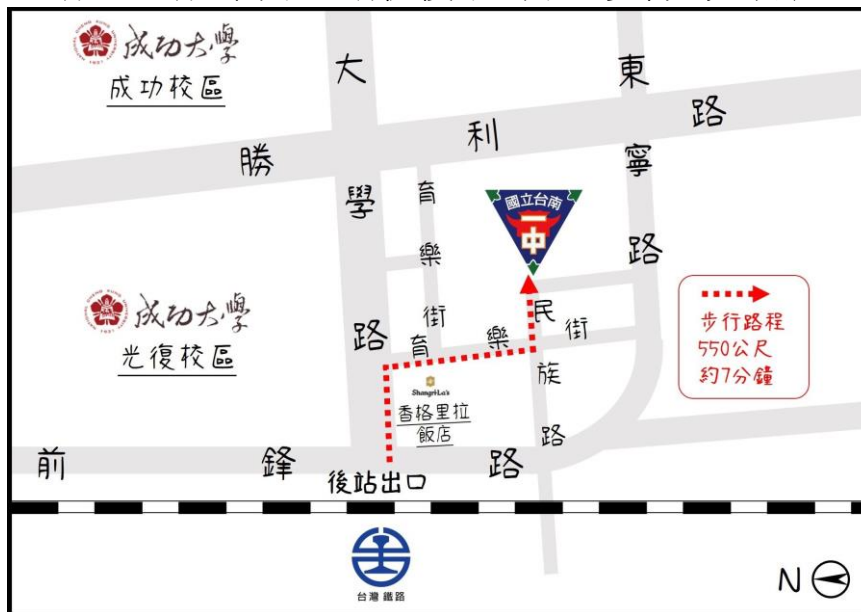 成功大學
成功校區
大學路
東寧路
勝利路
育樂街
國立台南
一中
成功大學
光復校區
育樂街
民族路
步行路程
550公尺
約7分鐘
Shangri-La's
香格里拉
飯店
前鋒路
後站出口
台灣鐵路
N